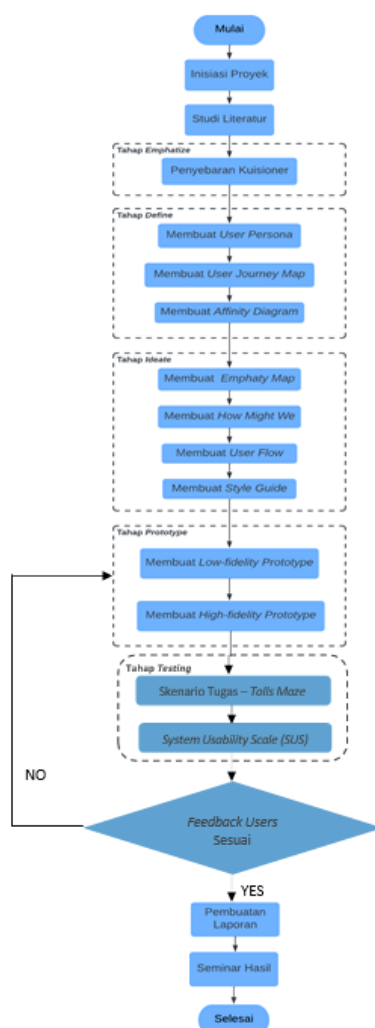 Mulai
Inisiasi Proyek
Studi Literatur
Tahap Emphatize
Penyebaran Kuisioner
Tahap Define
Membuat User Persona
Membuat User Journey Map
Membuat Affinity Diagram
Tahap Ideate
Membuat Emphaty Map
Membuat How Might We
Membuat User Flow
Membuat Style Guide
Tahap Prototype
Membuat Low-fidelity Prototype
Membuat High-fidelity Prototype
Tahap Testing
Skenario Tugas – Tolls Maze
System Usability Scale (SUS)
NO
Feedback Users
Sesuai
YES
Pembuatan
Laporan
Seminar Hasil
Selesai